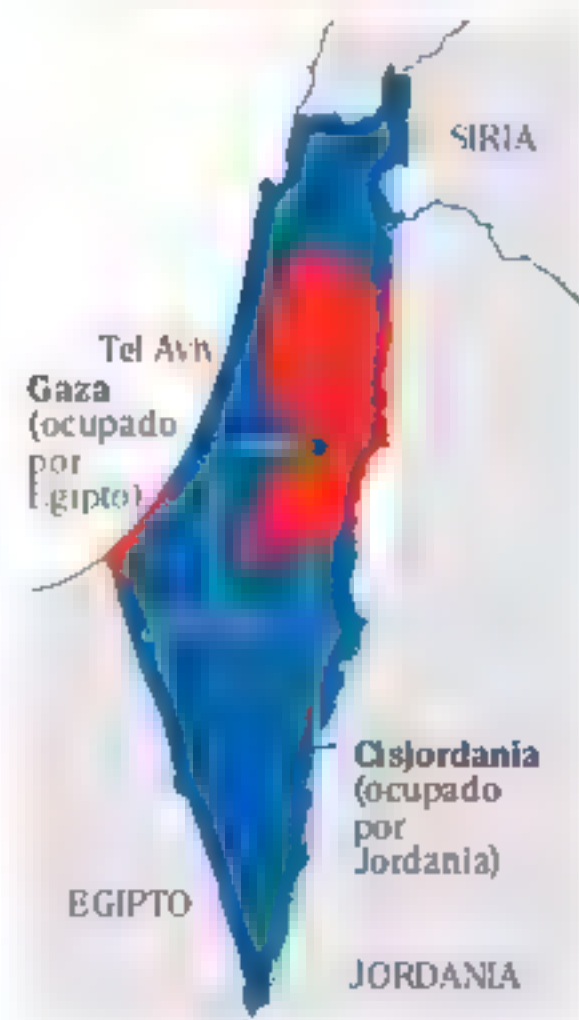 SIRIA
Tel Aviv
Gaza
(ocupado
por
Egipto)
Cisjordania
(ocupado
por
Jordania)
EGIPTO
JORDANIA